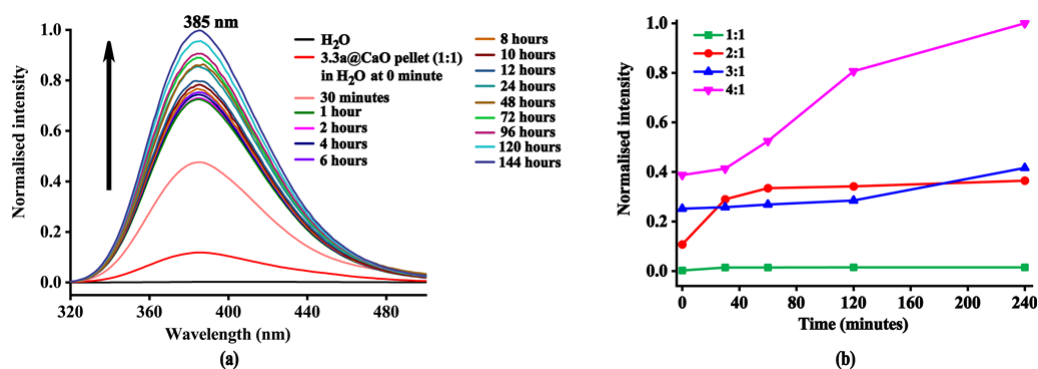 385 nm
Normalised intensity
1.0
0.8
0.6
0.4
0.2
0.0
320
360
400
440
480
Wavelength (nm)
H₂O
3.3a@CaO pellet (1:1)
in H₂O at 0 minute
30 minutes
1 hour
2 hours
4 hours
6 hours
8 hours
10 hours
12 hours
24 hours
48 hours
72 hours
96 hours
120 hours
144 hours
(a)
Normalised intensity
1.0
0.8
0.6
0.4
0.2
0.0
1:1
2:1
3:1
4:1
0
40
80
120
160
200
240
Time (minutes)
(b)